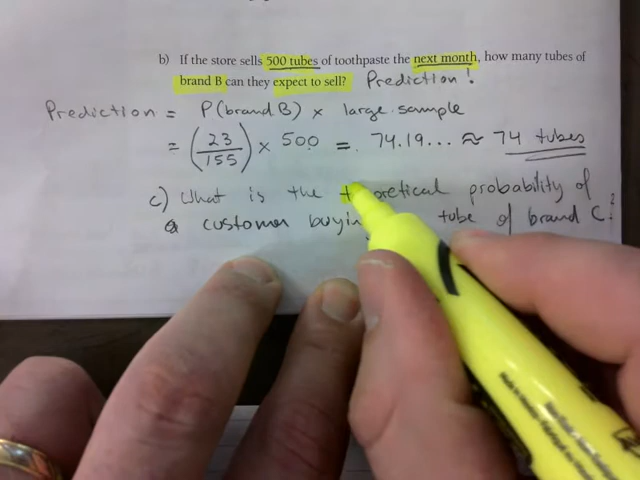 b) If the store sells 500 tubes of toothpaste the next month, how many tubes of
brand B can they expect to sell? Prediction !
Prediction = P(brand B) × large sample
= (23/155) × 500 = 74.19... ≈ 74 tubes
c) What is the theoretical probability of
a customer buyin tube of brand C ?